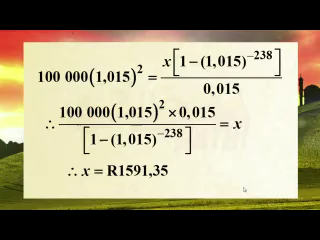 100 000(1,015)² = x[1−(1,015)⁻²³⁸] / 0,015
∴ 100 000(1,015)² × 0,015 / [1−(1,015)⁻²³⁸] = x
∴ x = R1591,35